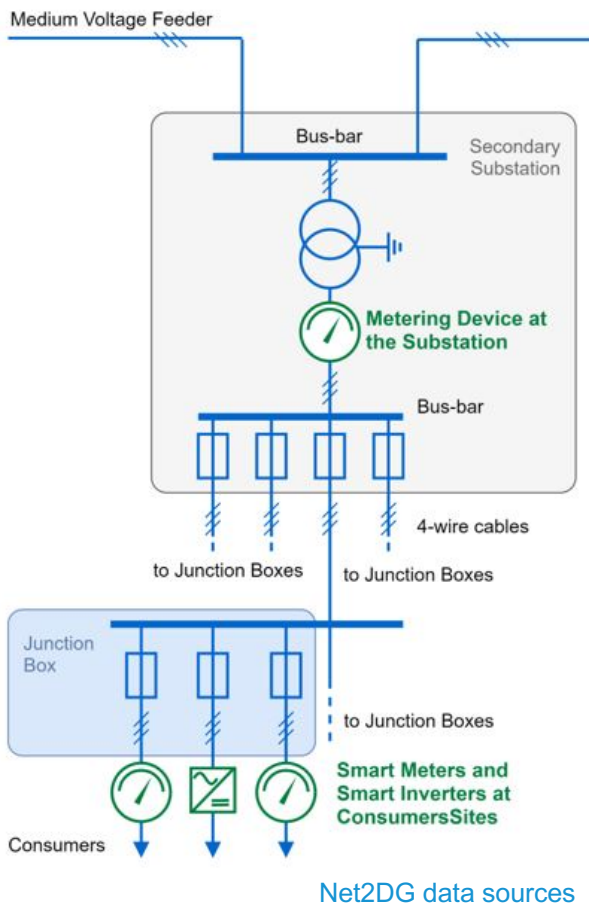 Medium Voltage Feeder
Bus-bar
Secondary
Substation
Metering Device at
the Substation
Bus-bar
4-wire cables
to Junction Boxes
to Junction Boxes
Junction
Box
to Junction Boxes
Smart Meters and
Smart Inverters at
ConsumersSites
Consumers
Net2DG data sources